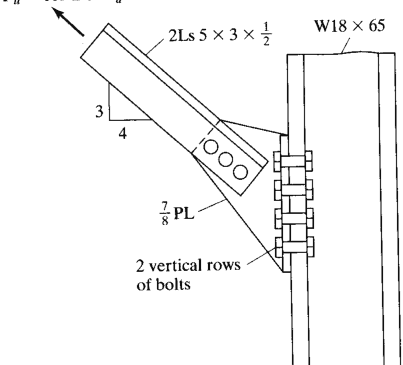 2Ls 5 × 3 × 1/2
W18 × 65
3
4
7/8 PL
2 vertical rows
of bolts